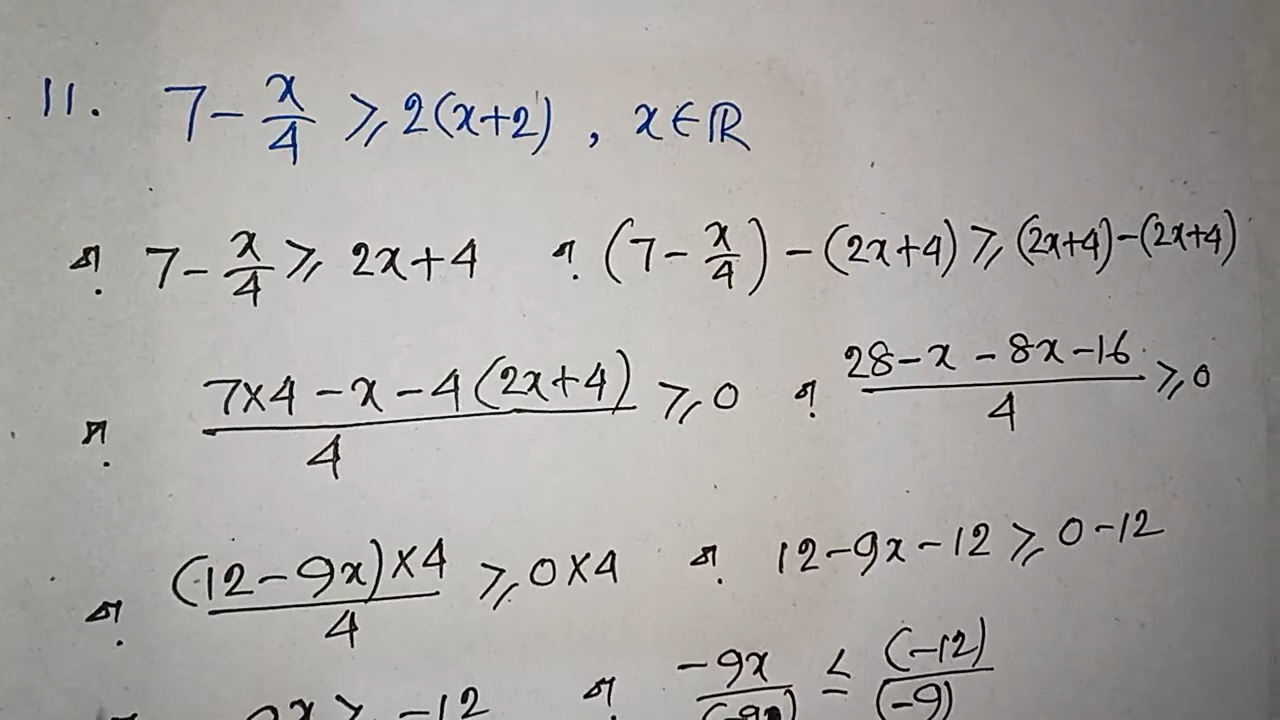 11. 7 - x/4 ≥ 2(x+2), x ∈ ℝ
বা, 7 - x/4 ≥ 2x+4 বা, (7 - x/4) - (2x+4) ≥ (2x+4) - (2x+4)
বা, (7×4 - x - 4(2x+4))/4 ≥ 0 বা, (28 - x - 8x - 16)/4 ≥ 0
বা, ((12 - 9x)×4)/4 ≥ 0×4 বা, 12 - 9x - 12 ≥ 0 - 12
9x ≥ -12 বা -9x/(-9) ≤ (-12)/(-9)